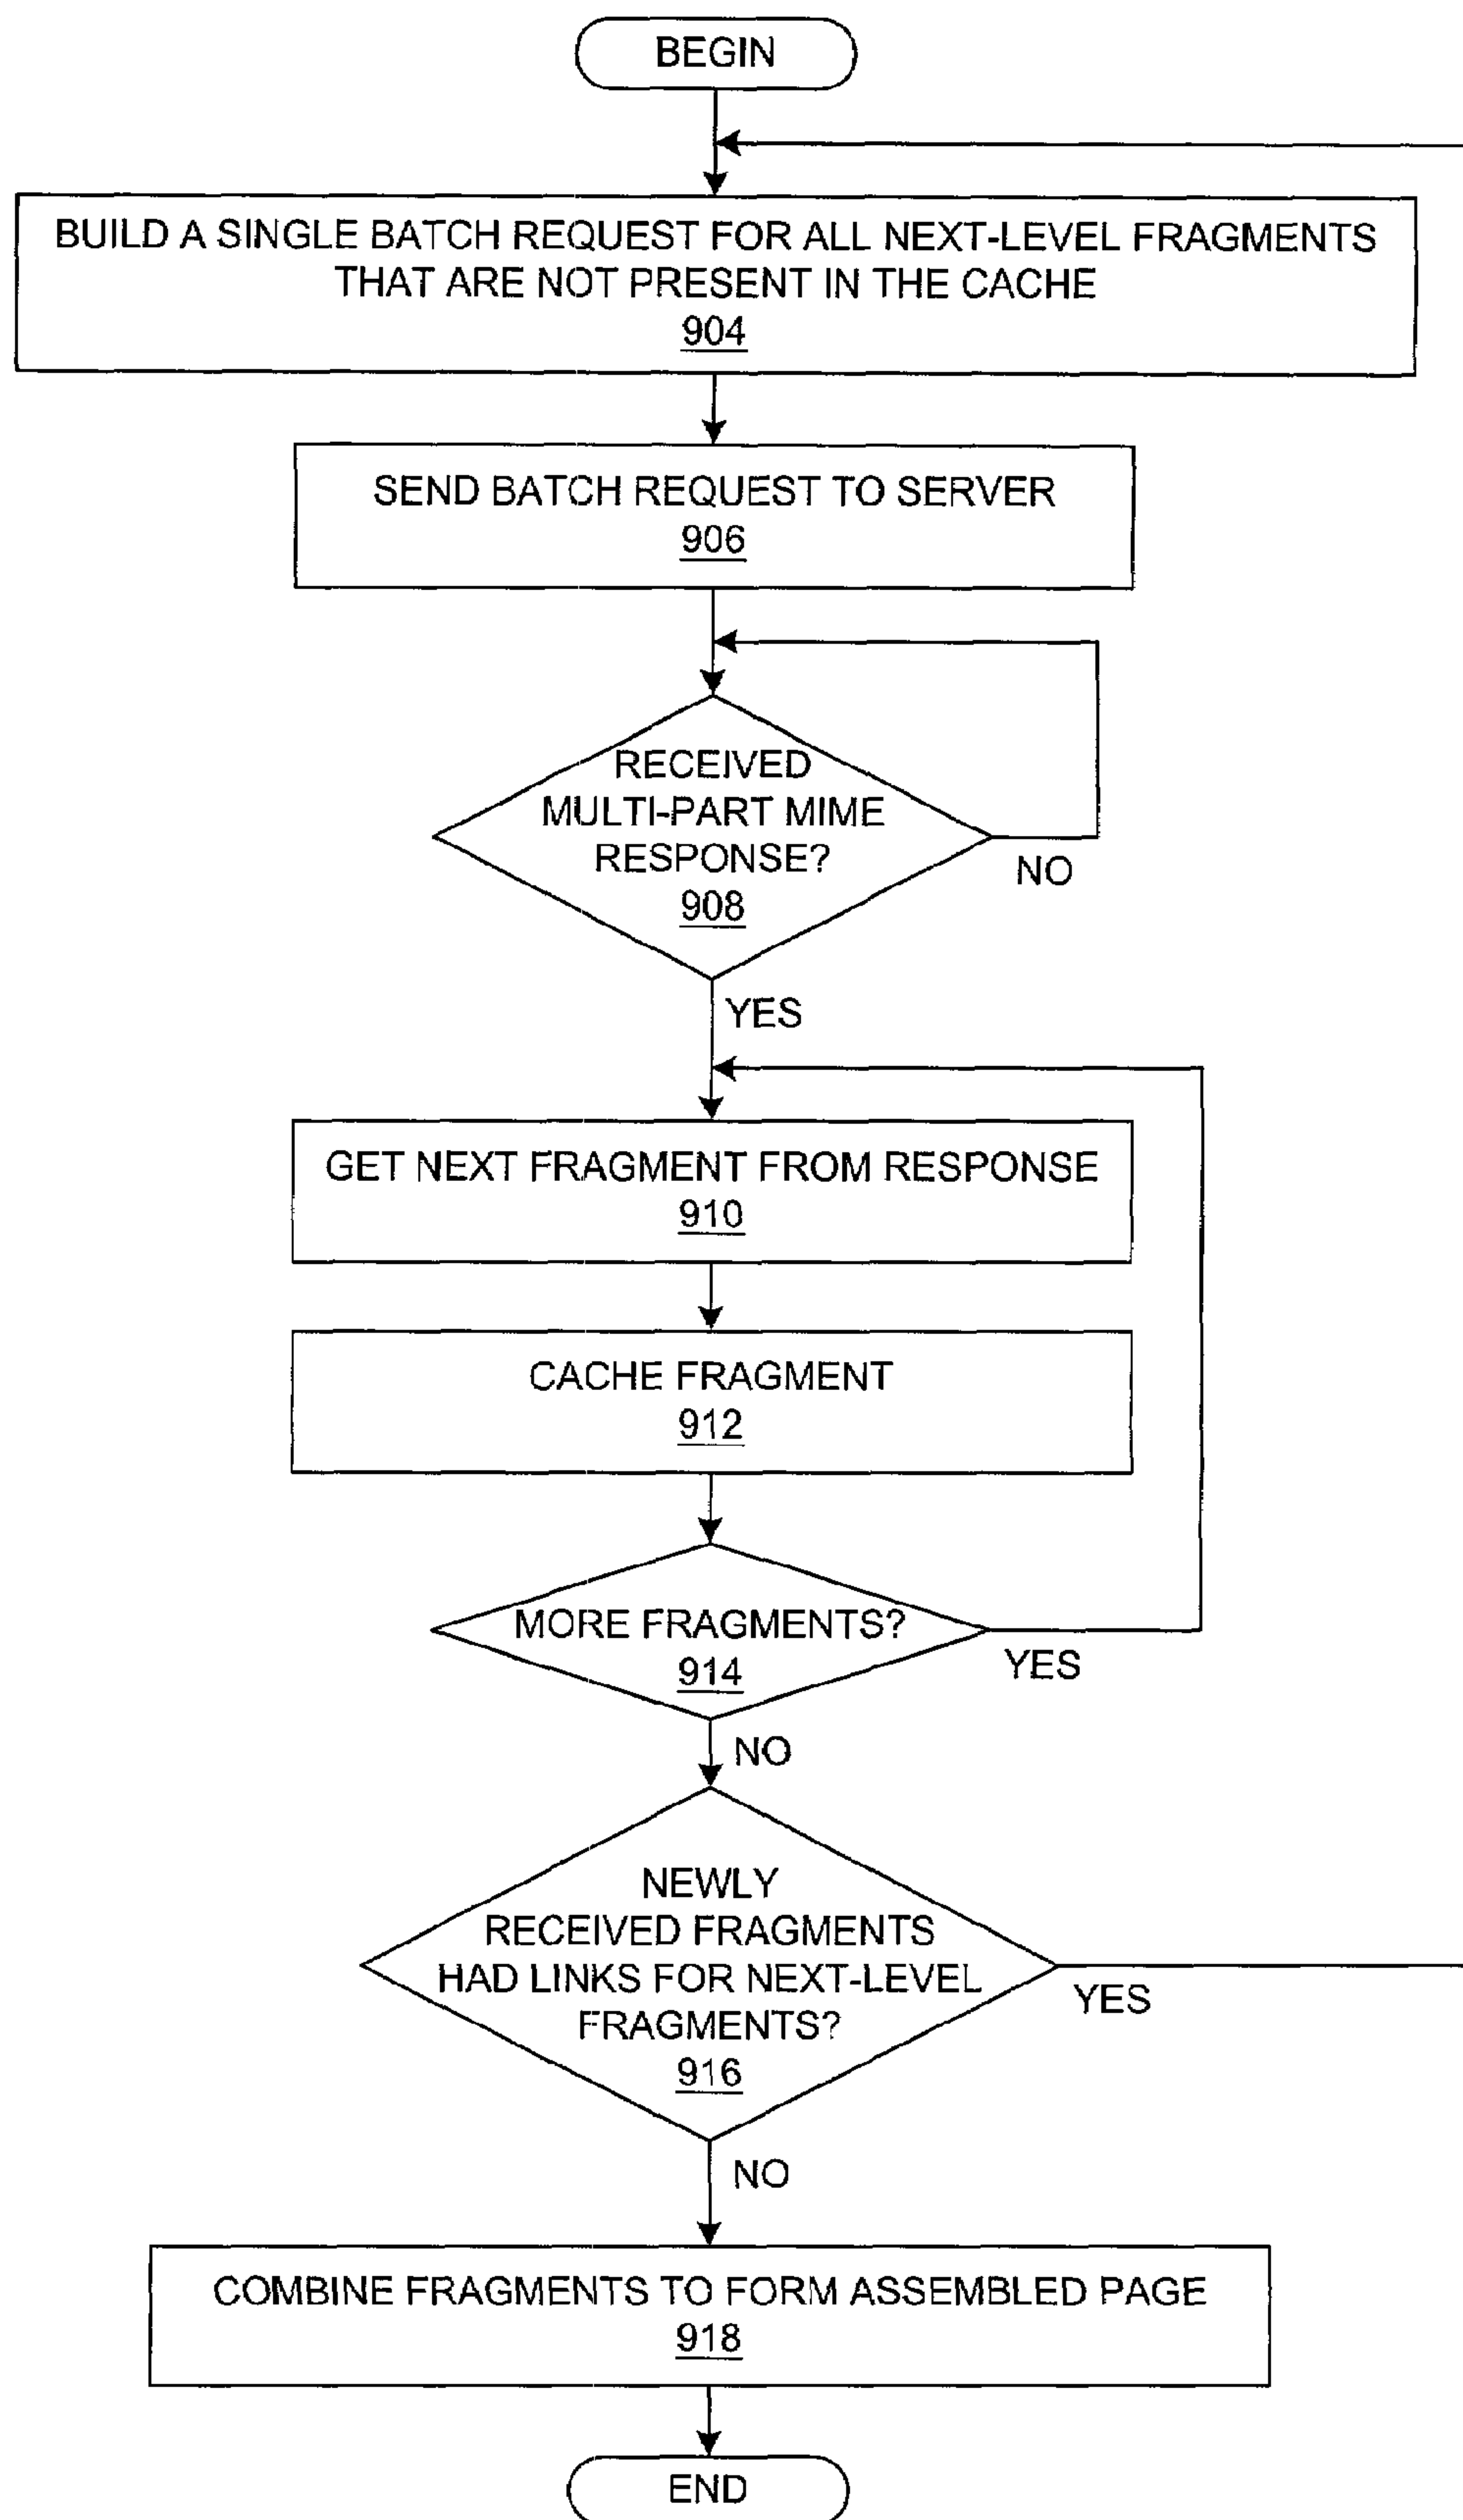 BEGIN
BUILD A SINGLE BATCH REQUEST FOR ALL NEXT-LEVEL FRAGMENTS
THAT ARE NOT PRESENT IN THE CACHE
904
SEND BATCH REQUEST TO SERVER
906
RECEIVED
MULTI-PART MIME
RESPONSE?
908
NO
YES
GET NEXT FRAGMENT FROM RESPONSE
910
CACHE FRAGMENT
912
MORE FRAGMENTS?
914
YES
NO
NEWLY
RECEIVED FRAGMENTS
HAD LINKS FOR NEXT-LEVEL
FRAGMENTS?
916
YES
NO
COMBINE FRAGMENTS TO FORM ASSEMBLED PAGE
918
END